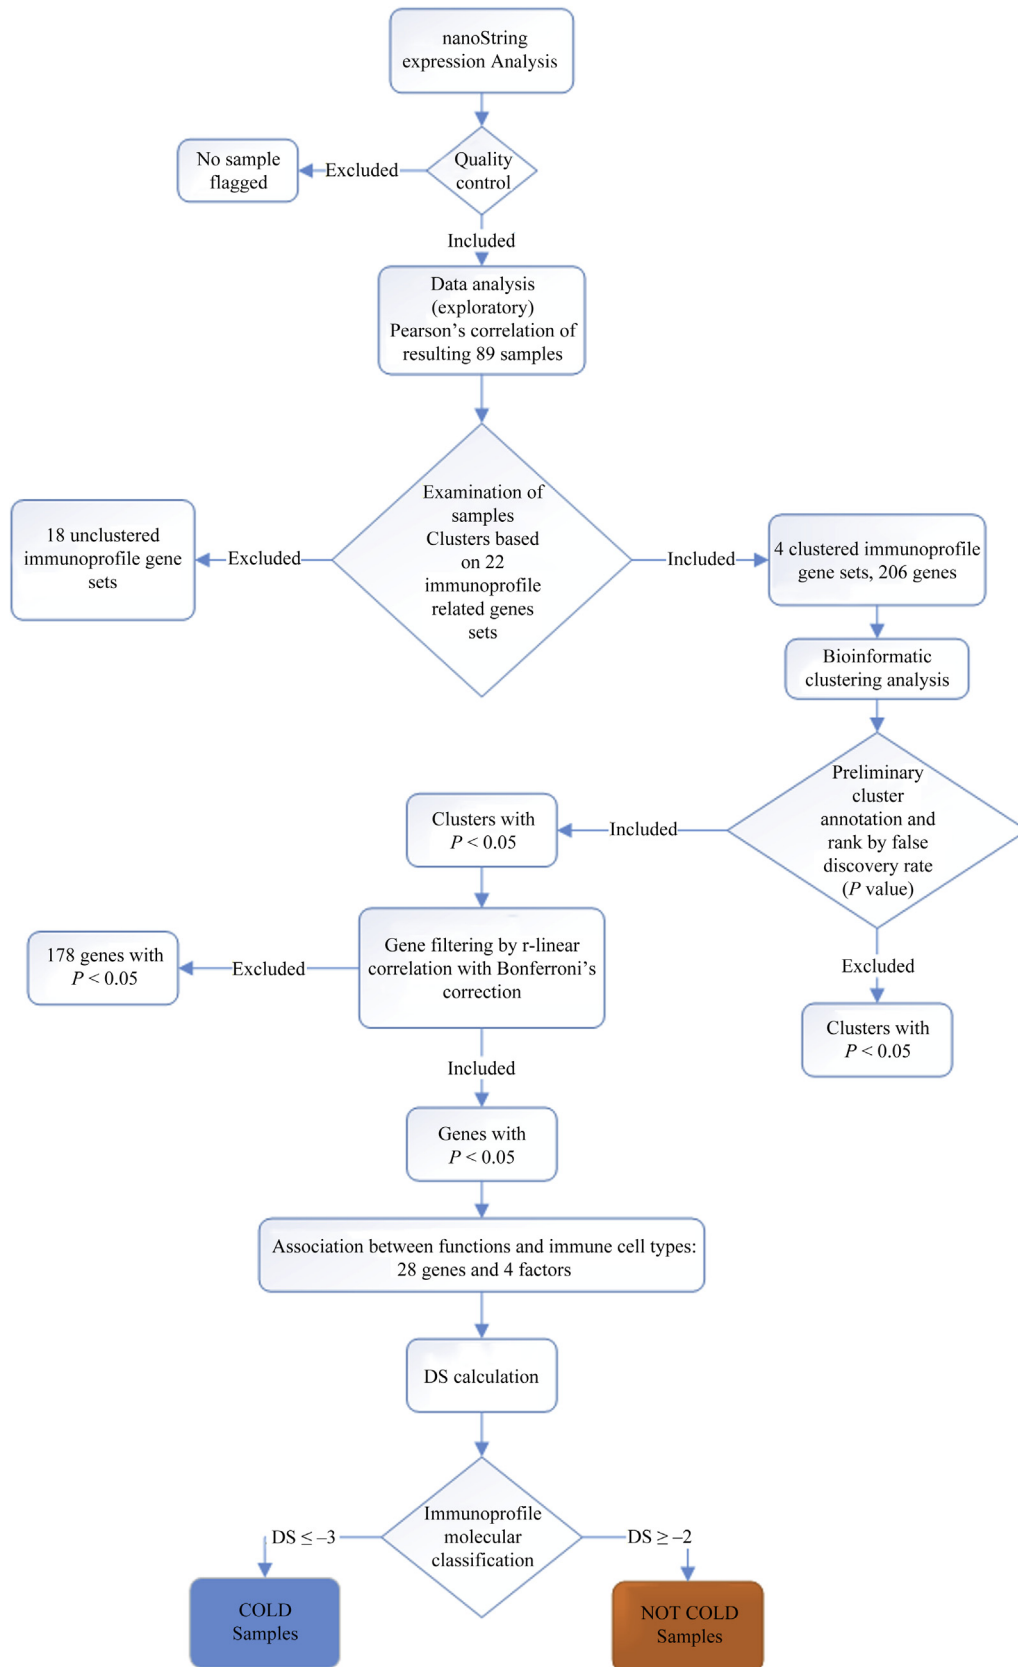 nanoString
expression Analysis
Quality
control
Excluded
No sample
flagged
Included
Data analysis
(exploratory)
Pearson's correlation of
resulting 89 samples
Examination of
samples
Clusters based
on 22
immunoprofile
related genes
sets
Excluded
18 unclustered
immunoprofile gene
sets
Included
4 clustered immunoprofile
gene sets, 206 genes
Bioinformatic
clustering analysis
Preliminary
cluster
annotation and
rank by false
discovery rate
(P value)
Included
Clusters with
P < 0.05
Excluded
Clusters with
P < 0.05
Gene filtering by r-linear
correlation with Bonferroni's
correction
Excluded
178 genes with
P < 0.05
Included
Genes with
P < 0.05
Association between functions and immune cell types:
28 genes and 4 factors
DS calculation
Immunoprofile
molecular
classification
DS ≤ –3
DS ≥ –2
COLD
Samples
NOT COLD
Samples